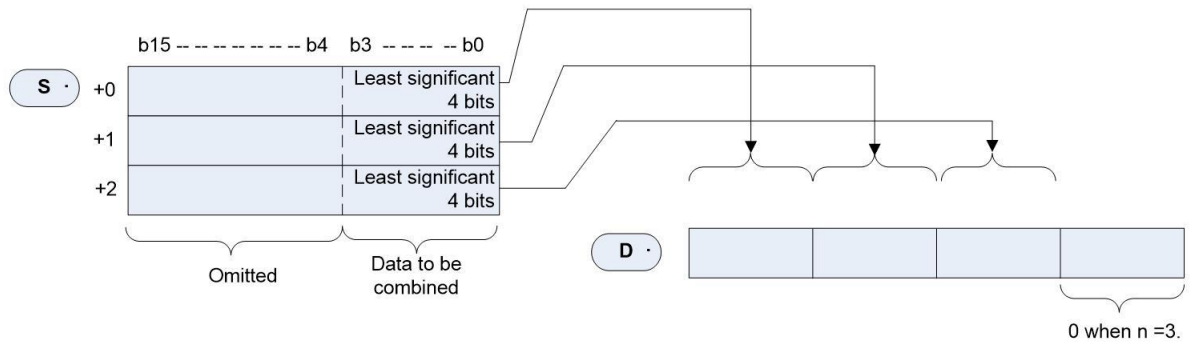 b15 -- -- -- -- -- -- -- b4 b3 -- -- -- -- b0
S · +0 Least significant
4 bits
+1 Least significant
4 bits
+2 Least significant
4 bits
Omitted
Data to be
combined
D ·
0 when n =3.